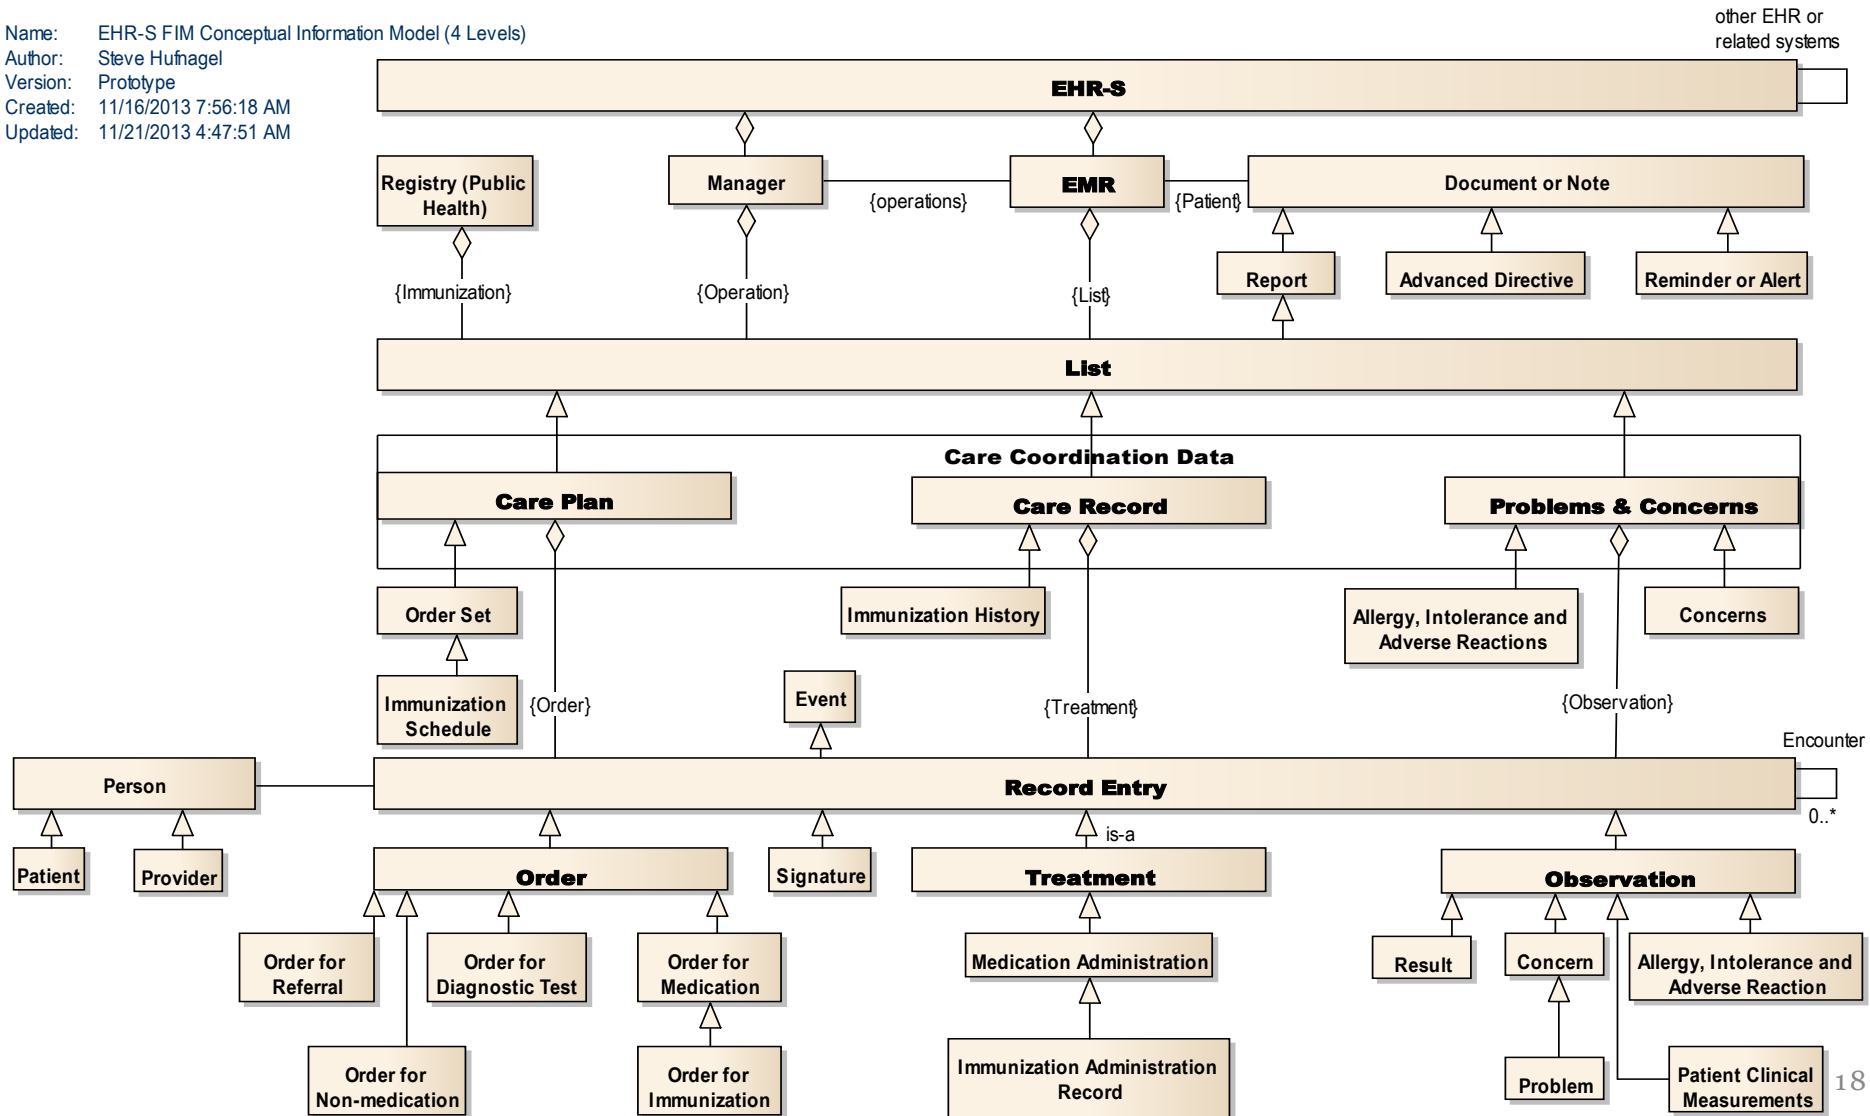 Name: EHR-S FIM Conceptual Information Model (4 Levels)
Author: Steve Hufnagel
Version: Prototype
Created: 11/16/2013 7:56:18 AM
Updated: 11/21/2013 4:47:51 AM
other EHR or
related systems
EHR-S
Registry (Public
Health)
Manager
{operations}
EMR
{Patient}
Document or Note
Report
Advanced Directive
Reminder or Alert
{Immunization}
{Operation}
{List}
List
Care Coordination Data
Care Plan
Care Record
Problems & Concerns
Order Set
Immunization History
Allergy, Intolerance and
Adverse Reactions
Concerns
Immunization
Schedule
{Order}
Event
{Treatment}
{Observation}
Encounter
Person
Record Entry
0..*
is-a
Patient
Provider
Order
Signature
Treatment
Observation
Order for
Referral
Order for
Diagnostic Test
Order for
Medication
Medication Administration
Result
Concern
Allergy, Intolerance and
Adverse Reaction
Order for
Non-medication
Order for
Immunization
Immunization Administration
Record
Problem
Patient Clinical
Measurements
18